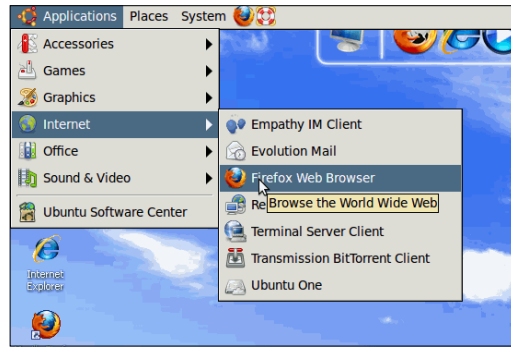 Applications Places System
Accessories
Games
Graphics
Internet
Office
Sound & Video
Ubuntu Software Center
Empathy IM Client
Evolution Mail
Firefox Web Browser
Re
Browse the World Wide Web
Terminal Server Client
Transmission BitTorrent Client
Ubuntu One
Internet
Explorer